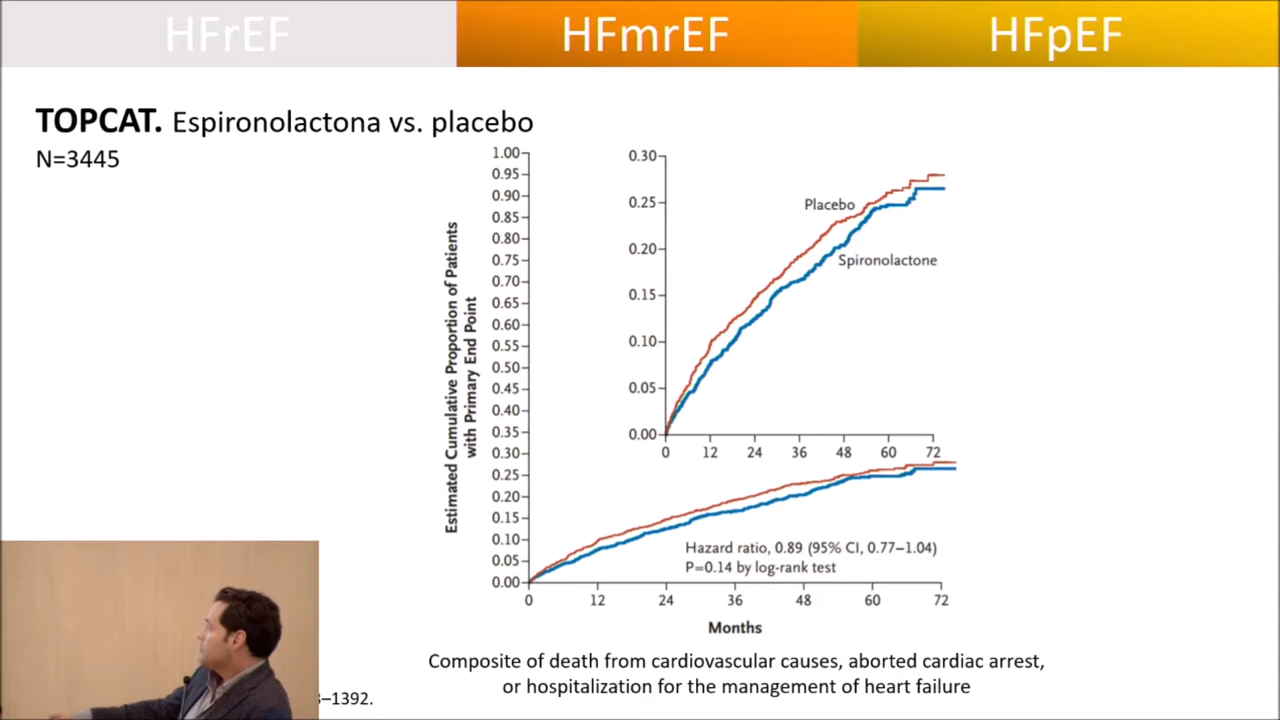 HFrEF
HFmrEF
HFpEF
TOPCAT. Espironolactona vs. placebo
N=3445
Estimated Cumulative Proportion of Patients
with Primary End Point
1.00
0.95
0.90
0.85
0.80
0.75
0.70
0.65
0.60
0.55
0.50
0.45
0.40
0.35
0.30
0.25
0.20
0.15
0.10
0.05
0.00
0 12 24 36 48 60 72
Months
0.30
0.25
0.20
0.15
0.10
0.05
0.00
0 12 24 36 48 60 72
Placebo
Spironolactone
Hazard ratio, 0.89 (95% CI, 0.77–1.04)
P=0.14 by log-rank test
Composite of death from cardiovascular causes, aborted cardiac arrest,
or hospitalization for the management of heart failure
–1392.